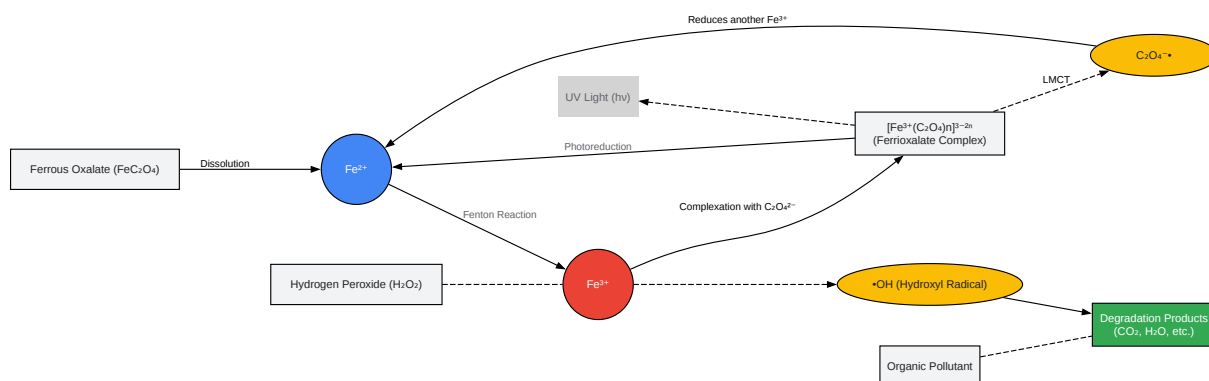 Reduces another Fe³⁺
C₂O₄⁻•
LMCT
UV Light (hν)
[Fe³⁺(C₂O₄)n]³⁻²ⁿ
(Ferrioxalate Complex)
Photoreduction
Dissolution
Ferrous Oxalate (FeC₂O₄)
Fe²⁺
Fenton Reaction
Complexation with C₂O₄²⁻
Hydrogen Peroxide (H₂O₂)
Fe³⁺
•OH (Hydroxyl Radical)
Degradation Products
(CO₂, H₂O, etc.)
Organic Pollutant